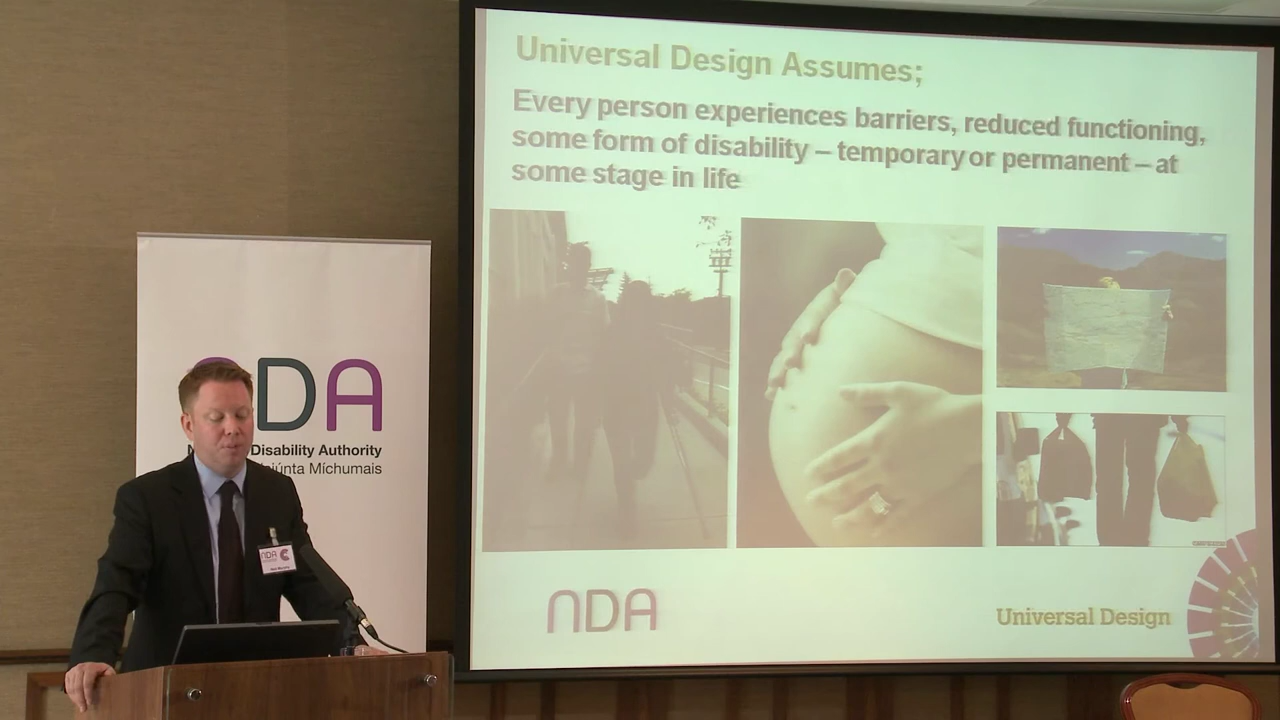 Universal Design Assumes;
Every person experiences barriers, reduced functioning,
some form of disability – temporary or permanent – at
some stage in life
NDA
Universal Design
DA
Disability Authority
Míchumais
NDA